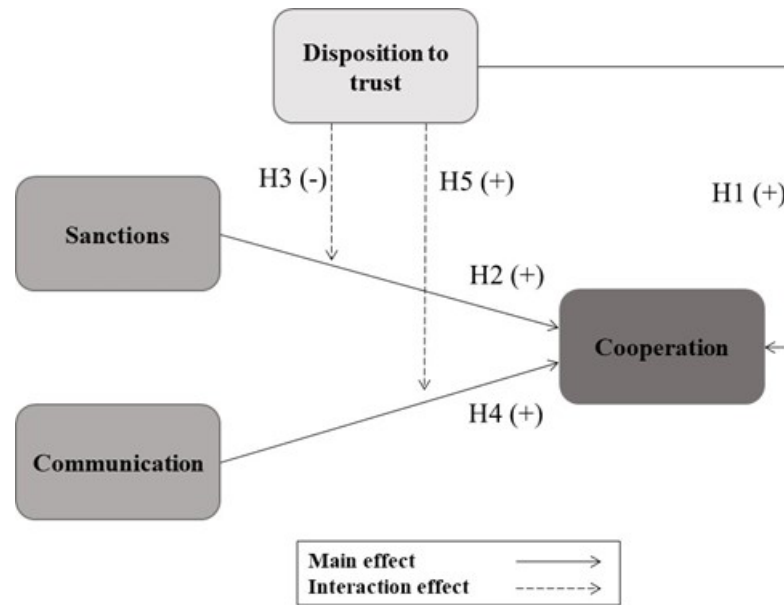 Disposition to
trust
H3 (-)
H5 (+)
H1 (+)
Sanctions
H2 (+)
Cooperation
H4 (+)
Communication
Main effect
Interaction effect